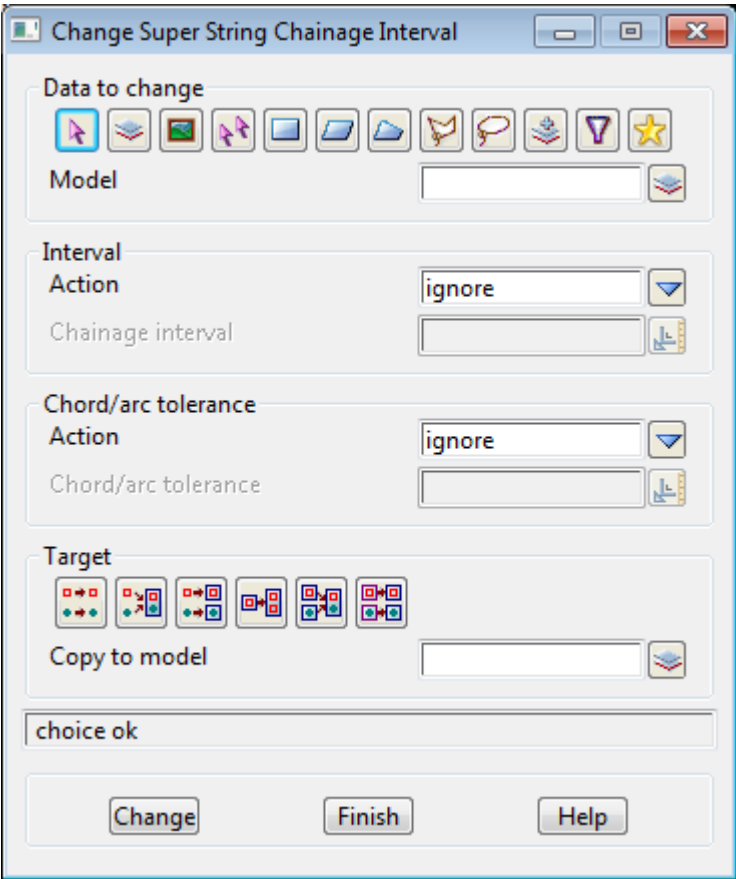 Change Super String Chainage Interval
Data to change
Model
Interval
Action ignore
Chainage interval
Chord/arc tolerance
Action ignore
Chord/arc tolerance
Target
Copy to model
choice ok
Change Finish Help